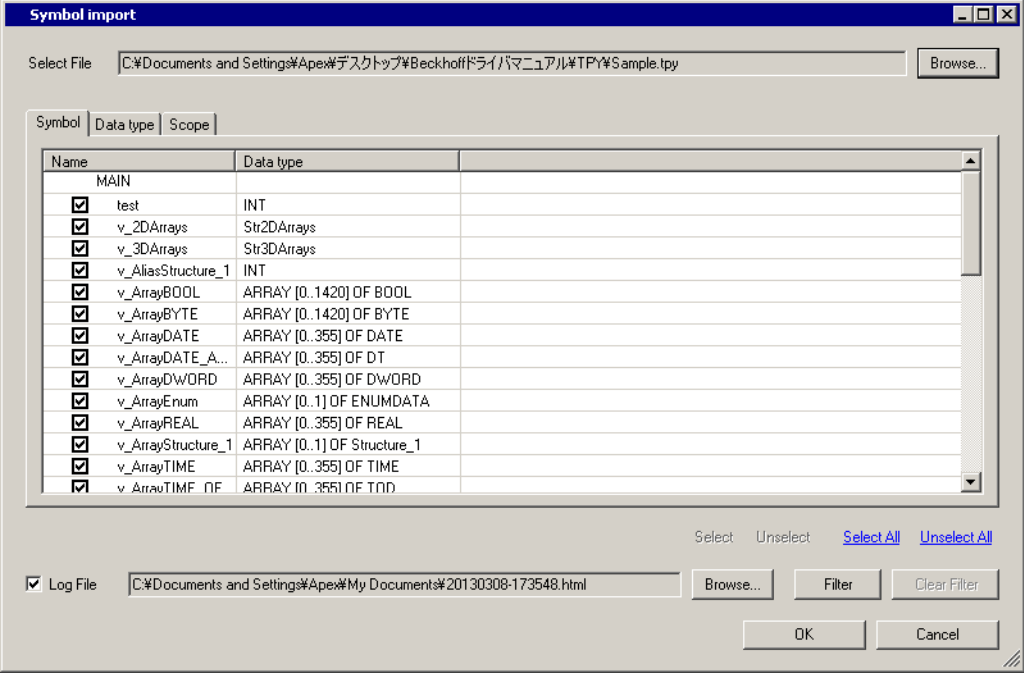 Symbol import
Select File C:¥Documents and Settings¥Apex¥デスクトップ¥Beckhoffドライバマニュアル¥TPY¥Sample.tpy Browse...
Symbol Data type Scope
Name Data type
MAIN
test INT
v_2DArrays Str2DArrays
v_3DArrays Str3DArrays
v_AliasStructure_1 INT
v_ArrayBOOL ARRAY [0..1420] OF BOOL
v_ArrayBYTE ARRAY [0..1420] OF BYTE
v_ArrayDATE ARRAY [0..355] OF DATE
v_ArrayDATE_A... ARRAY [0..355] OF DT
v_ArrayDWORD ARRAY [0..355] OF DWORD
v_ArrayEnum ARRAY [0..1] OF ENUMDATA
v_ArrayREAL ARRAY [0..355] OF REAL
v_ArrayStructure_1 ARRAY [0..1] OF Structure_1
v_ArrayTIME ARRAY [0..355] OF TIME
v_ArrayTIME_OF ARRAY [0..355] OF TOD
Select Unselect Select All Unselect All
Log File C:¥Documents and Settings¥Apex¥My Documents¥20130308-173548.html Browse... Filter Clear Filter
OK Cancel